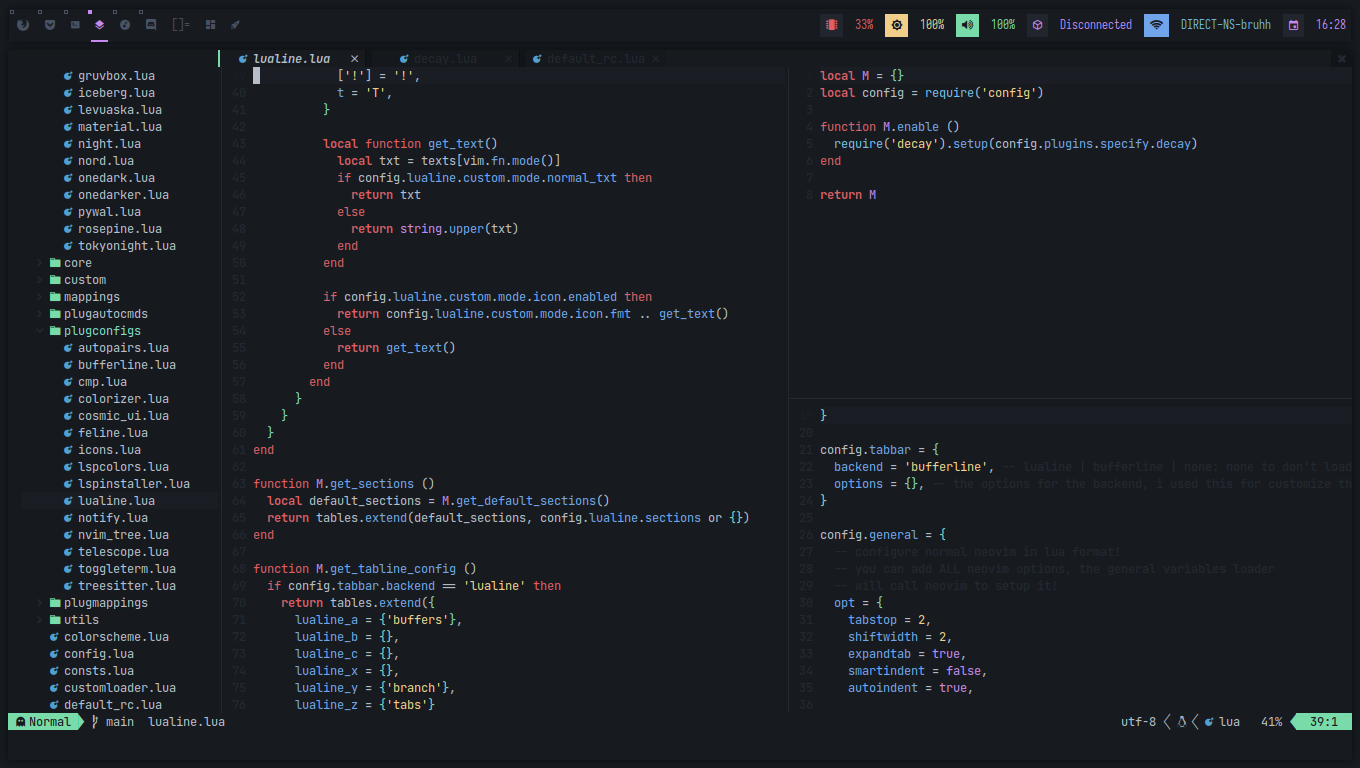 []=
33% 100% 100% Disconnected DIRECT-NS-bruhh 16:28
lualine.lua × decay.lua × default_rc.lua ×
gruvbox.lua
iceberg.lua
levuaska.lua
material.lua
night.lua
nord.lua
onedark.lua
onedarker.lua
pywal.lua
rosepine.lua
tokyonight.lua
core
custom
mappings
plugautocmds
plugconfigs
autopairs.lua
bufferline.lua
cmp.lua
colorizer.lua
cosmic_ui.lua
feline.lua
icons.lua
lspcolors.lua
lspinstaller.lua
lualine.lua
notify.lua
nvim_tree.lua
telescope.lua
toggleterm.lua
treesitter.lua
plugmappings
utils
colorscheme.lua
config.lua
consts.lua
customloader.lua
default_rc.lua
39 ['!'] = '!',
40 t = 'T',
41 }
42
43 local function get_text()
44 local txt = texts[vim.fn.mode()]
45 if config.lualine.custom.mode.normal_txt then
46 return txt
47 else
48 return string.upper(txt)
49 end
50 end
51
52 if config.lualine.custom.mode.icon.enabled then
53 return config.lualine.custom.mode.icon.fmt .. get_text()
54 else
55 return get_text()
56 end
57 end
58 }
59 }
60 }
61 end
62
63 function M.get_sections ()
64 local default_sections = M.get_default_sections()
65 return tables.extend(default_sections, config.lualine.sections or {})
66 end
67
68 function M.get_tabline_config ()
69 if config.tabbar.backend == 'lualine' then
70 return tables.extend({
71 lualine_a = {'buffers'},
72 lualine_b = {},
73 lualine_c = {},
74 lualine_x = {},
75 lualine_y = {'branch'},
76 lualine_z = {'tabs'}
local M = {}
2 local config = require('config')
3
4 function M.enable ()
5 require('decay').setup(config.plugins.specify.decay)
6 end
7
8 return M
19 }
20
21 config.tabbar = {
22 backend = 'bufferline', -- lualine | bufferline | none: none to don't load
23 options = {}, -- the options for the backend, i used this for customize th
24 }
25
26 config.general = {
27 -- configure normal neovim in lua format!
28 -- you can add ALL neovim options, the general variables loader
29 -- will call neovim to setup it!
30 opt = {
31 tabstop = 2,
32 shiftwidth = 2,
33 expandtab = true,
34 smartindent = false,
35 autoindent = true,
36
Normal main lualine.lua utf-8 lua 41% 39:1